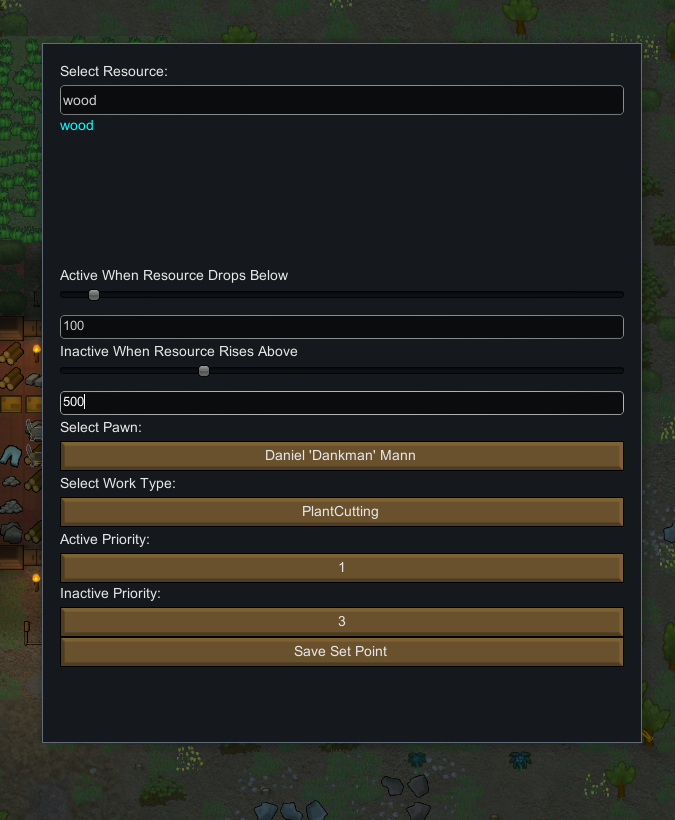 Select Resource:
wood
wood
Active When Resource Drops Below
100
Inactive When Resource Rises Above
500
Select Pawn:
Daniel 'Dankman' Mann
Select Work Type:
PlantCutting
Active Priority:
1
Inactive Priority:
3
Save Set Point